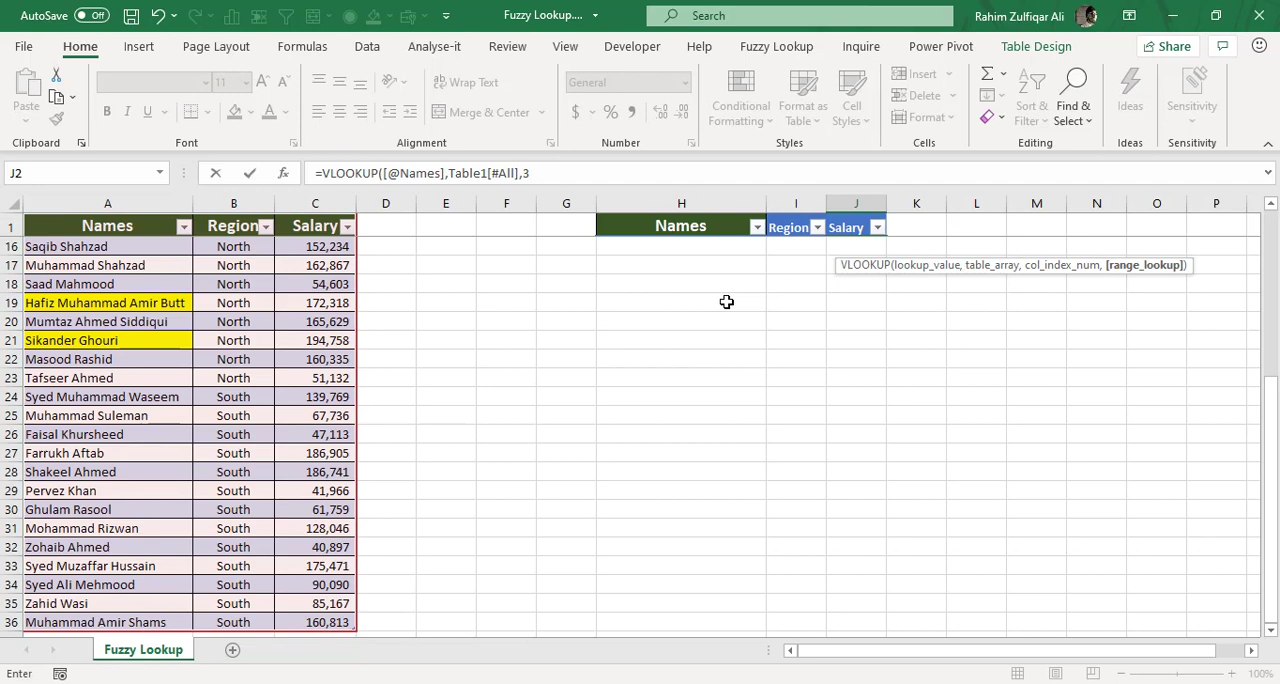 AutoSave Off Fuzzy Lookup.... Search Rahim Zulfiqar Ali
File Home Insert Page Layout Formulas Data Analyse-it Review View Developer Help Fuzzy Lookup Inquire Power Pivot Table Design Share
Paste 11 A A Wrap Text General Conditional Formatting Format as Table Cell Styles Insert Delete Format Sort & Filter Find & Select Ideas Sensitivity
B I U A Merge & Center $ % 9
Clipboard Font Alignment Number Styles Cells Editing Ideas Sensitivity
J2 fx =VLOOKUP([@Names],Table1[#All],3
A B C D E F G H I J K L M N O P
1 Names Region Salary Names Region Salary
16 Saqib Shahzad North 152,234
17 Muhammad Shahzad North 162,867 VLOOKUP(lookup_value, table_array, col_index_num, [range_lookup])
18 Saad Mahmood North 54,603
19 Hafiz Muhammad Amir Butt North 172,318
20 Mumtaz Ahmed Siddiqui North 165,629
21 Sikander Ghouri North 194,758
22 Masood Rashid North 160,335
23 Tafseer Ahmed North 51,132
24 Syed Muhammad Waseem South 139,769
25 Muhammad Suleman South 67,736
26 Faisal Khursheed South 47,113
27 Farrukh Aftab South 186,905
28 Shakeel Ahmed South 186,741
29 Pervez Khan South 41,966
30 Ghulam Rasool South 61,759
31 Mohammad Rizwan South 128,046
32 Zohaib Ahmed South 40,897
33 Syed Muzaffar Hussain South 175,471
34 Syed Ali Mehmood South 90,090
35 Zahid Wasi South 85,167
36 Muhammad Amir Shams South 160,813
Fuzzy Lookup
Enter 100%